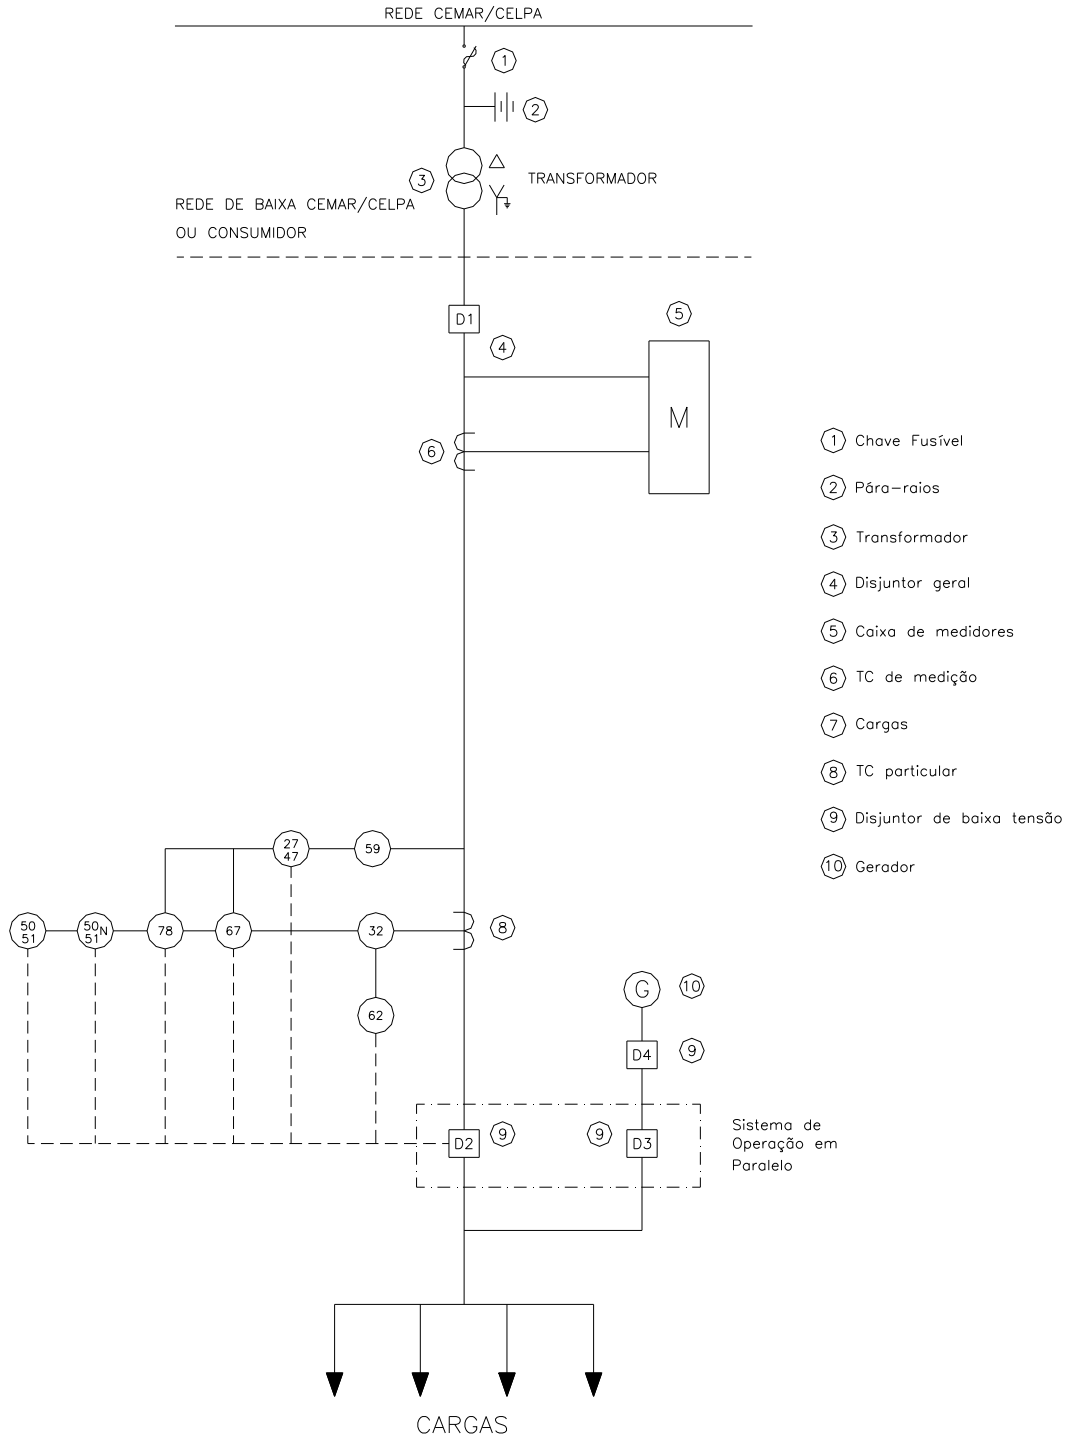 REDE CEMAR/CELPA
1
2
3
TRANSFORMADOR
REDE DE BAIXA CEMAR/CELPA
OU CONSUMIDOR
D1
4
5
M
6
1 Chave Fusível
2 Pára-raios
3 Transformador
4 Disjuntor geral
5 Caixa de medidores
6 TC de medição
7 Cargas
8 TC particular
9 Disjuntor de baixa tensão
10 Gerador
27
47
59
50
51
50N
51
78
67
32
8
62
G
10
D4
9
D2
9
9
D3
Sistema de
Operação em
Paralelo
CARGAS